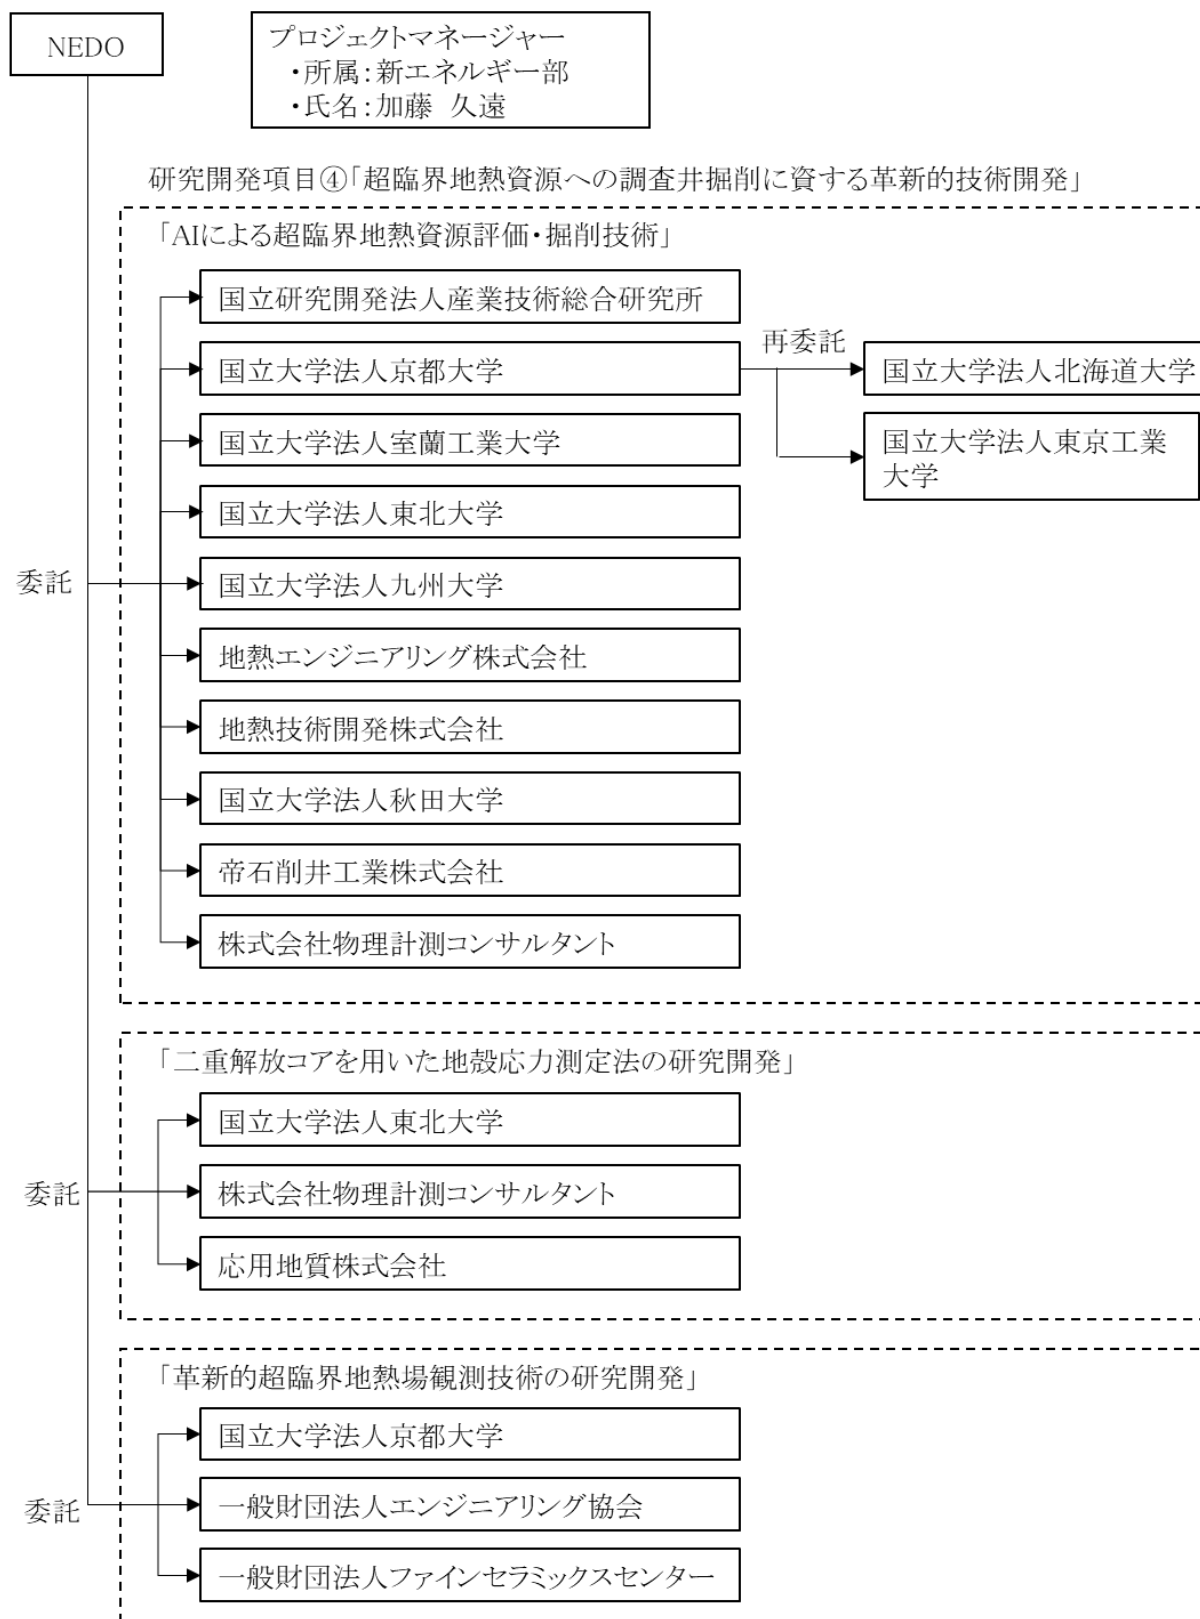 NEDO
プロジェクトマネージャー
・所属：新エネルギー部
・氏名：加藤　久遠
研究開発項目④「超臨界地熱資源への調査井掘削に資する革新的技術開発」
「AIによる超臨界地熱資源評価・掘削技術」
国立研究開発法人産業技術総合研究所
再委託
国立大学法人京都大学
国立大学法人北海道大学
国立大学法人室蘭工業大学
国立大学法人東京工業
大学
国立大学法人東北大学
委託
国立大学法人九州大学
地熱エンジニアリング株式会社
地熱技術開発株式会社
国立大学法人秋田大学
帝石削井工業株式会社
株式会社物理計測コンサルタント
「二重解放コアを用いた地殻応力測定法の研究開発」
国立大学法人東北大学
委託
株式会社物理計測コンサルタント
応用地質株式会社
「革新的超臨界地熱場観測技術の研究開発」
国立大学法人京都大学
委託
一般財団法人エンジニアリング協会
一般財団法人ファインセラミックスセンター